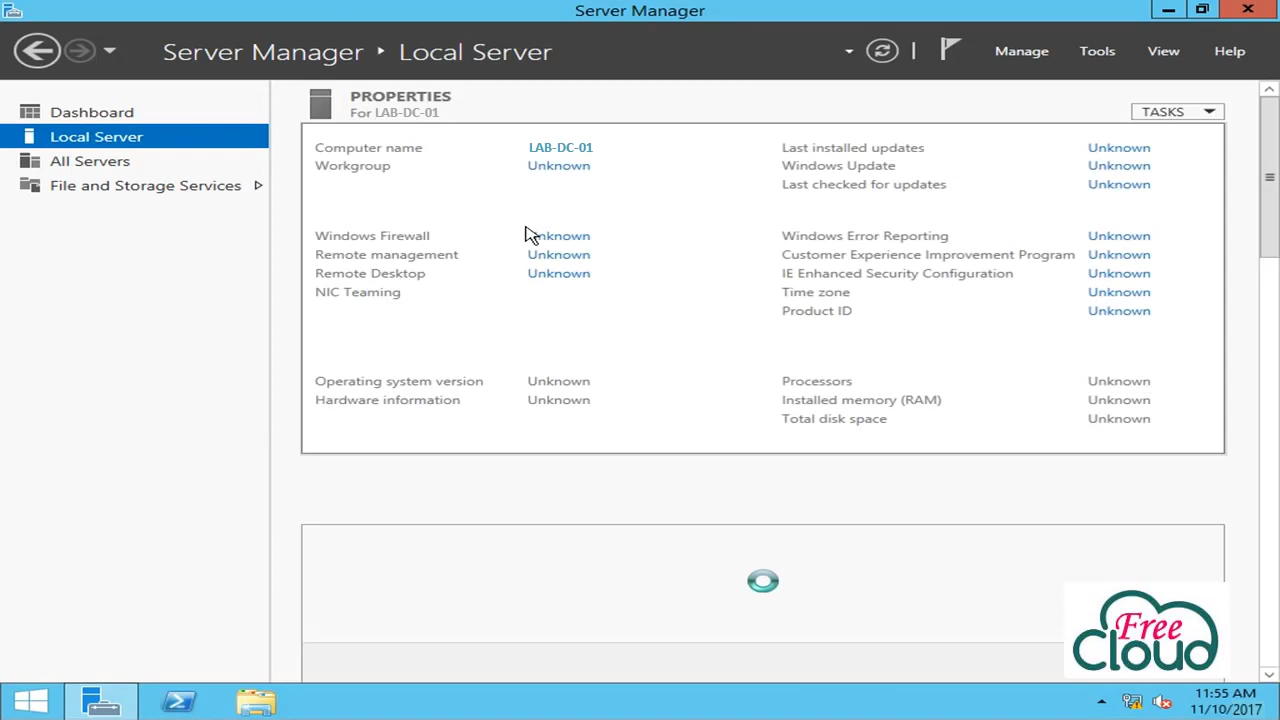 Server Manager
Server Manager ‣ Local Server
Manage Tools View Help
Dashboard
Local Server
All Servers
File and Storage Services
PROPERTIES
For LAB-DC-01
TASKS
Computer name LAB-DC-01
Workgroup Unknown
Last installed updates Unknown
Windows Update Unknown
Last checked for updates Unknown
Windows Firewall Unknown
Remote management Unknown
Remote Desktop Unknown
NIC Teaming
Windows Error Reporting Unknown
Customer Experience Improvement Program Unknown
IE Enhanced Security Configuration Unknown
Time zone Unknown
Product ID Unknown
Operating system version Unknown
Hardware information Unknown
Processors Unknown
Installed memory (RAM) Unknown
Total disk space Unknown
Free
Cloud
11:55 AM
11/10/2017